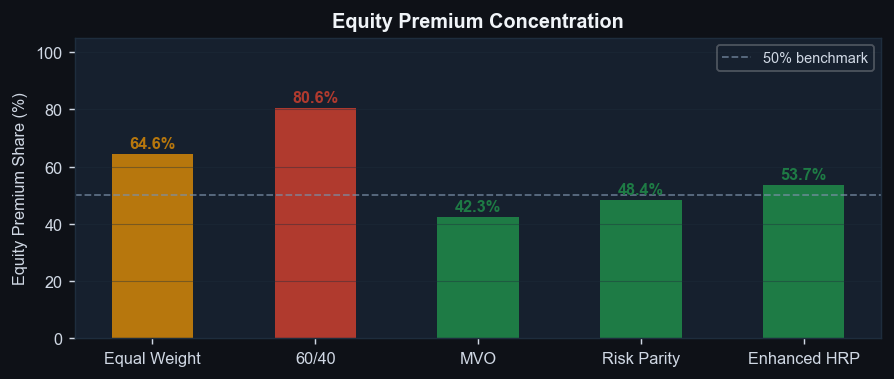 Equity Premium Concentration
100
80
60
40
20
0
Equity Premium Share (%)
50% benchmark
64.6%
80.6%
42.3%
48.4%
53.7%
Equal Weight
60/40
MVO
Risk Parity
Enhanced HRP